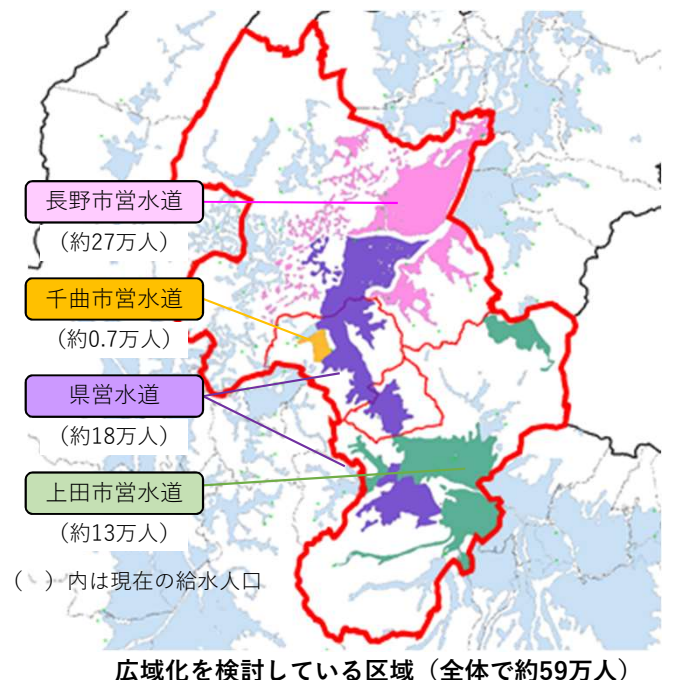 長野市営水道
（約27万人）
千曲市営水道
（約0.7万人）
県営水道
（約18万人）
上田市営水道
（約13万人）
（　）内は現在の給水人口
広域化を検討している区域（全体で約59万人）